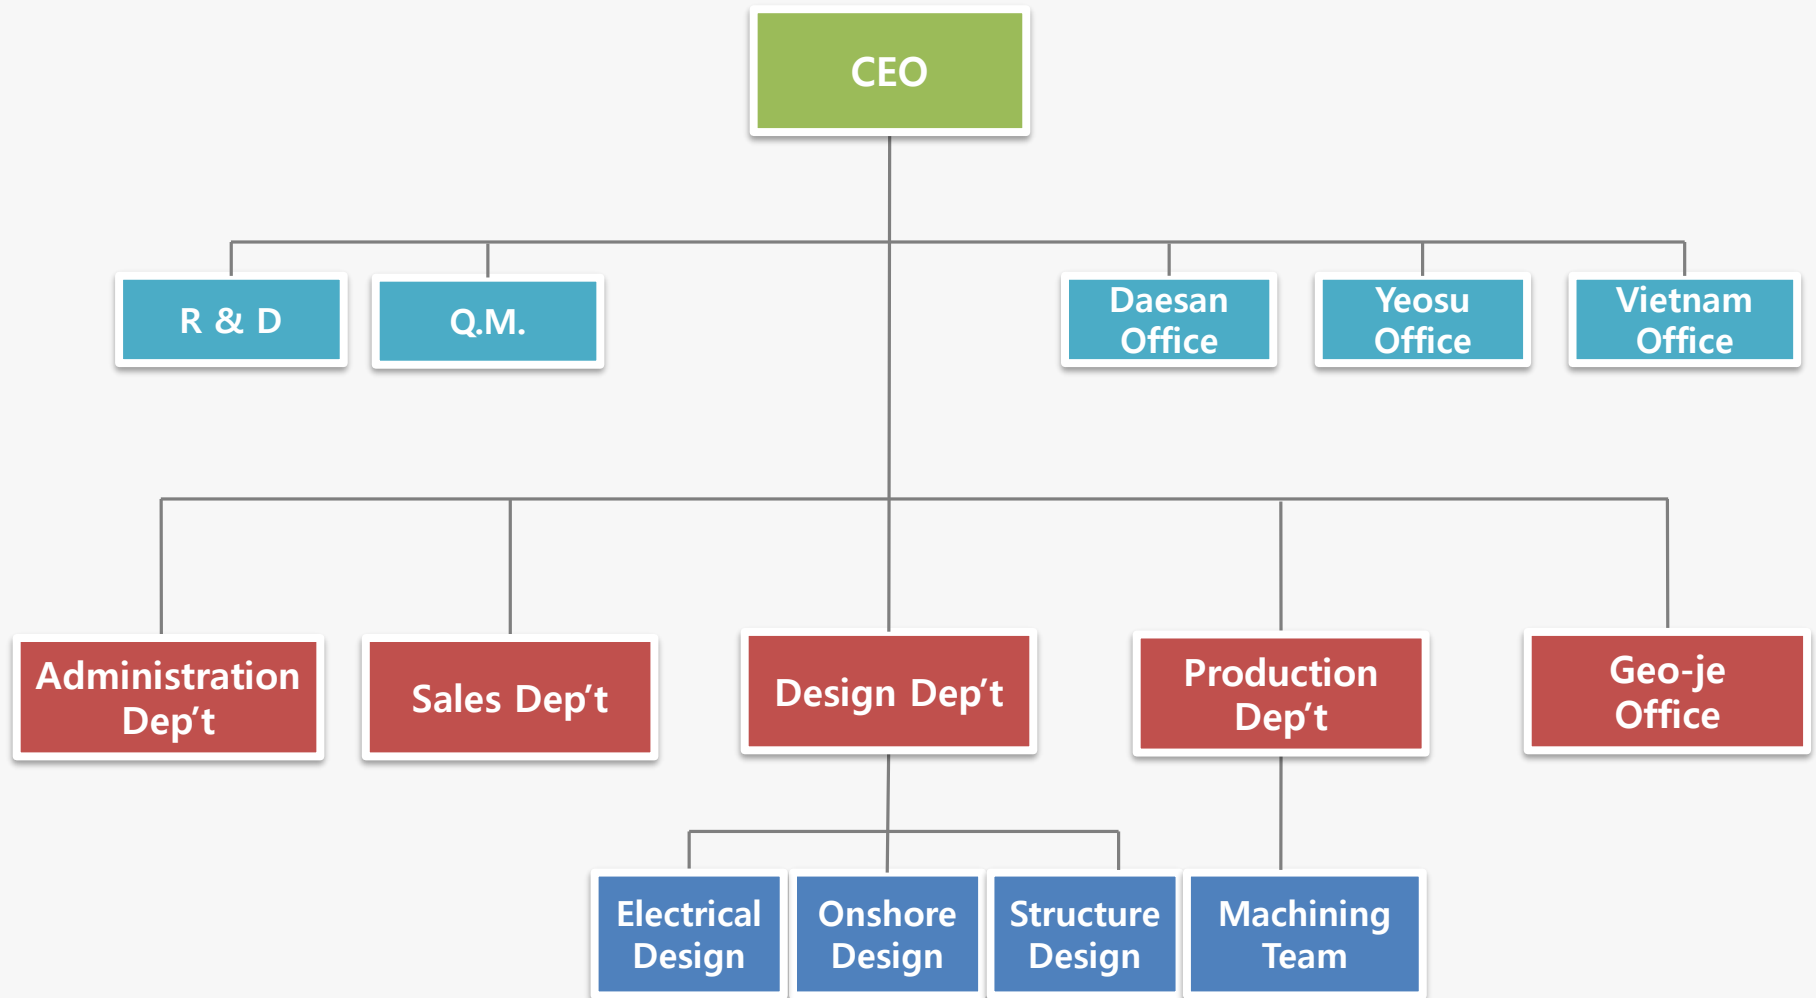 CEO
R & D
Q.M.
Daesan
Office
Yeosu
Office
Vietnam
Office
Administration
Dep’t
Sales Dep’t
Design Dep’t
Production
Dep’t
Geo-je
Office
Electrical
Design
Onshore
Design
Structure
Design
Machining
Team